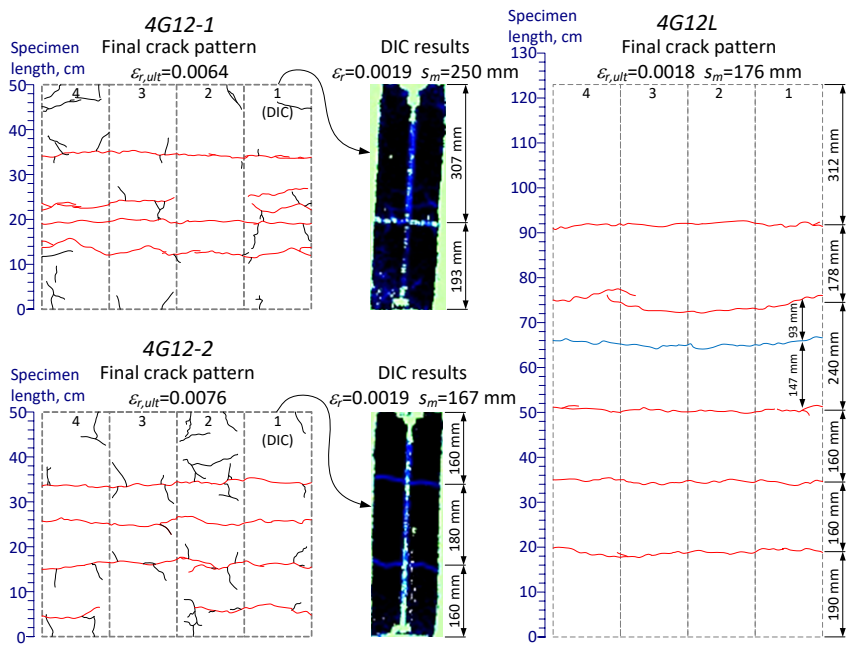 4G12-1
Final crack pattern
εr,ult=0.0064
Specimen
length, cm
50
40
30
20
10
0
4 3 2 1
(DIC)
DIC results
εr=0.0019 sm=250 mm
307 mm
193 mm
4G12-2
Final crack pattern
εr,ult=0.0076
Specimen
length, cm
50
40
30
20
10
0
4 3 2 1
(DIC)
DIC results
εr=0.0019 sm=167 mm
160 mm
180 mm
160 mm
4G12L
Final crack pattern
εr,ult=0.0018 sm=176 mm
Specimen
length, cm
130
120
110
100
90
80
70
60
50
40
30
20
10
0
4 3 2 1
312 mm
178 mm
93 mm
240 mm
147 mm
160 mm
160 mm
190 mm